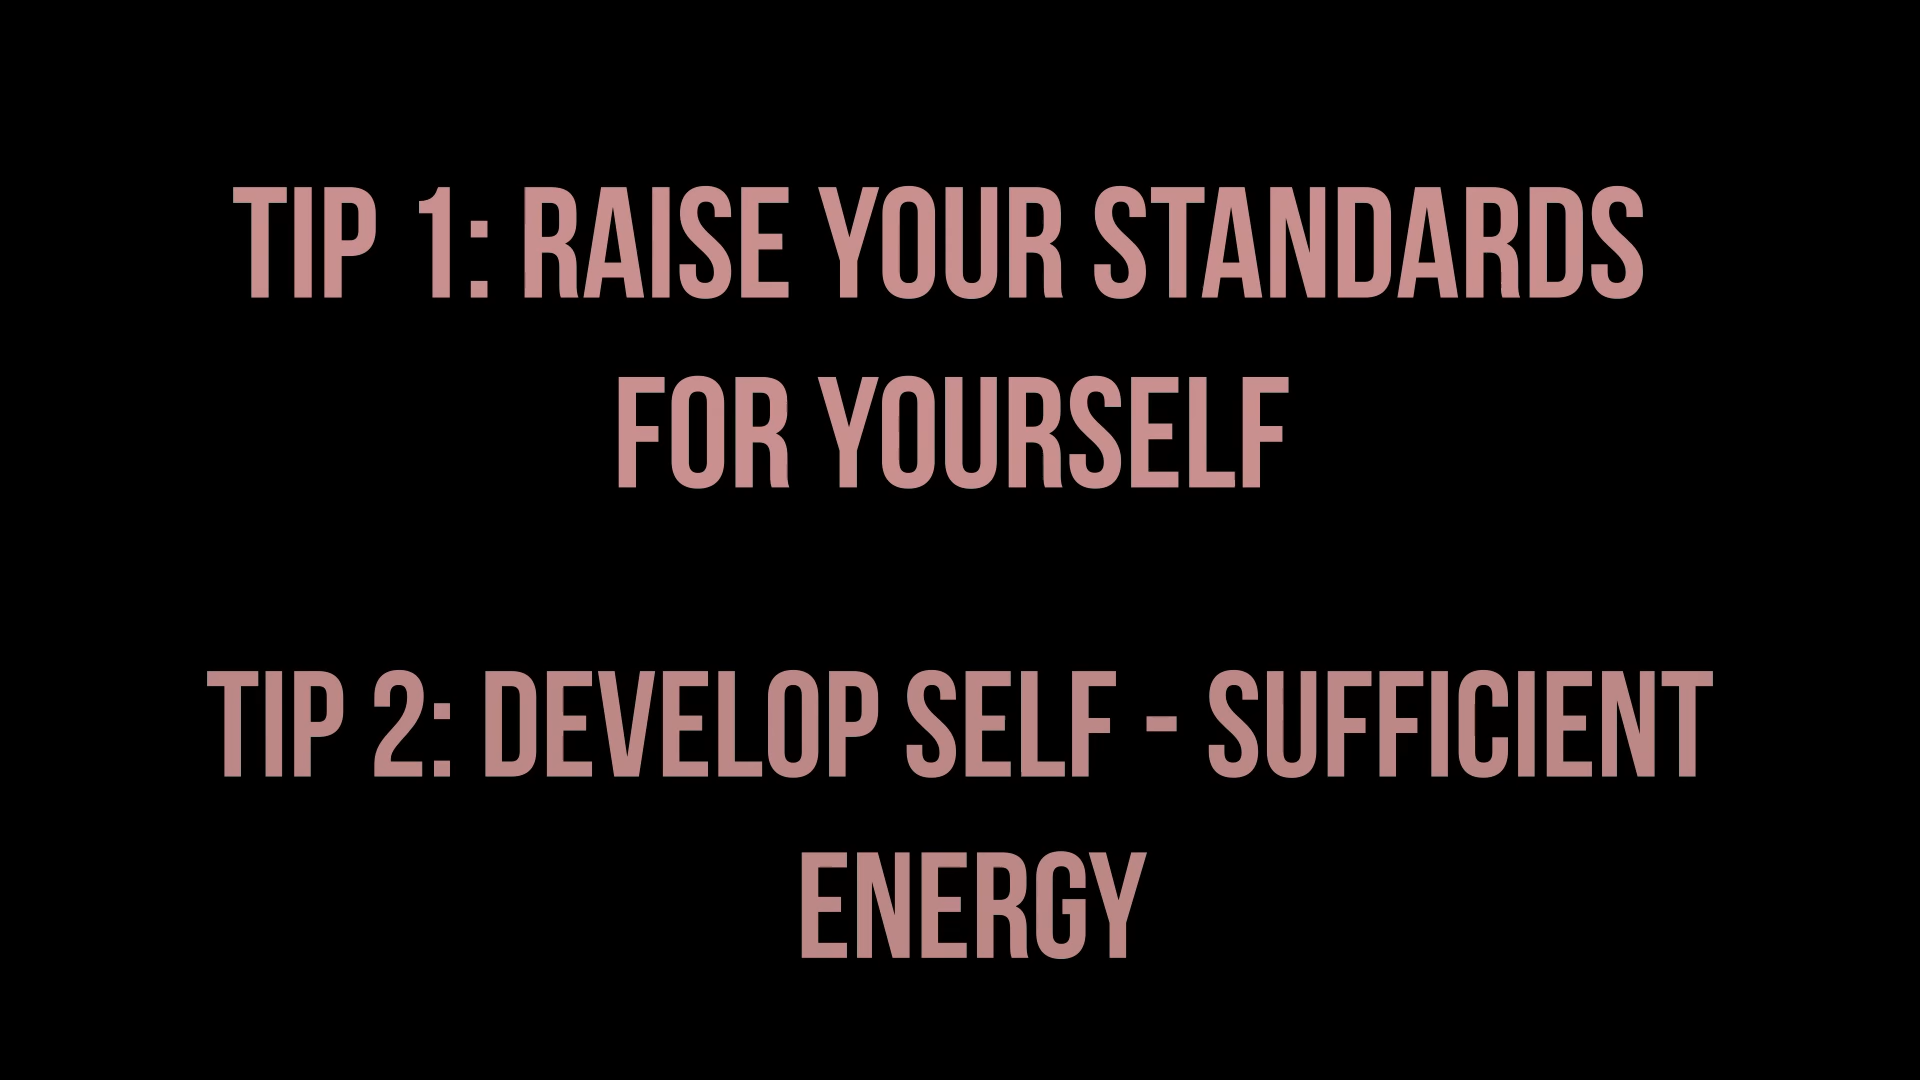 TIP 1: RAISE YOUR STANDARDS
FOR YOURSELF
TIP 2: DEVELOP SELF - SUFFICIENT
ENERGY